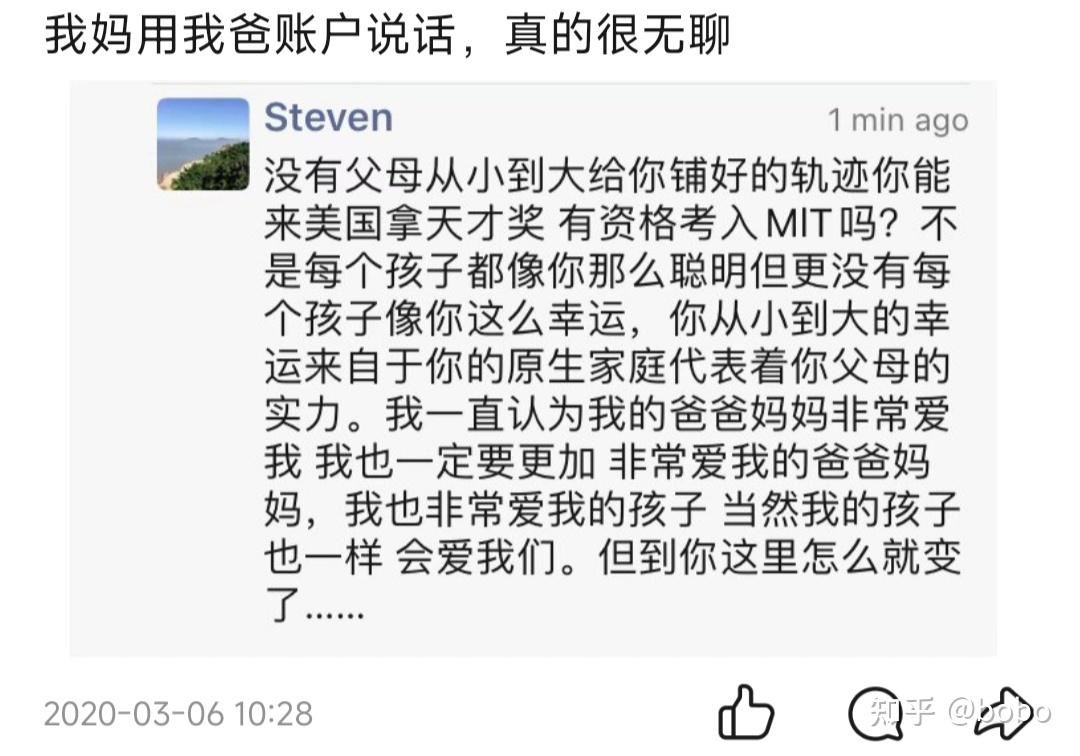 我妈用我爸账户说话，真的很无聊
Steven
1 min ago
没有父母从小到大给你铺好的轨迹你能
来美国拿天才奖 有资格考入MIT吗？不
是每个孩子都像你那么聪明但更没有每
个孩子像你这么幸运，你从小到大的幸
运来自于你的原生家庭代表着你父母的
实力。我一直认为我的爸爸妈妈非常爱
我 我也一定要更加 非常爱我的爸爸妈
妈，我也非常爱我的孩子 当然我的孩子
也一样 会爱我们。但到你这里怎么就变
了……
2020-03-06 10:28
知乎 @bobo